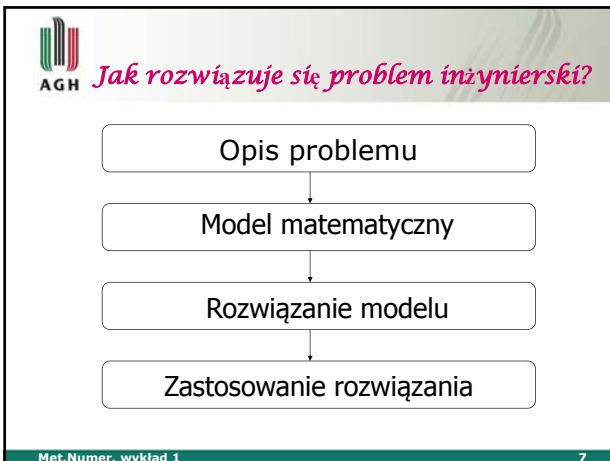 AGH
Jak rozwiązuje się problem inżynierski?
Opis problemu
Model matematyczny
Rozwiązanie modelu
Zastosowanie rozwiązania
Met.Numer. wykład 1
7